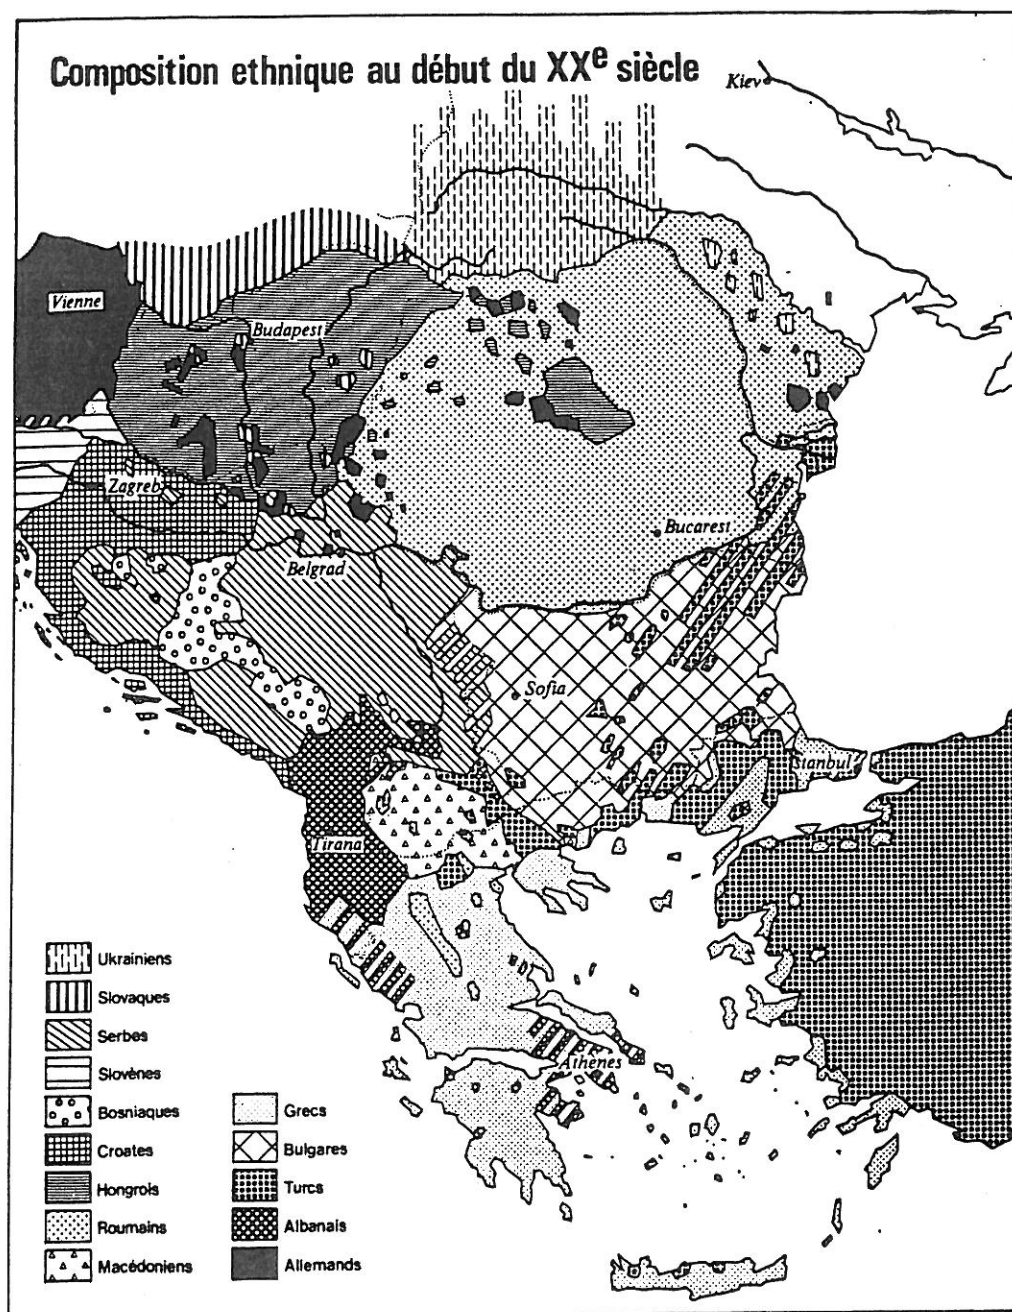 Composition ethnique au début du XXe siècle
Kiev
Vienne
Budapest
Zagreb
Belgrad
Bucarest
Sofia
stanbul
Tirana
Athènes
Ukrainiens
Slovaques
Serbes
Slovènes
Bosniaques
Croates
Hongrois
Roumains
Macédoniens
Grecs
Bulgares
Turcs
Albanais
Allemands